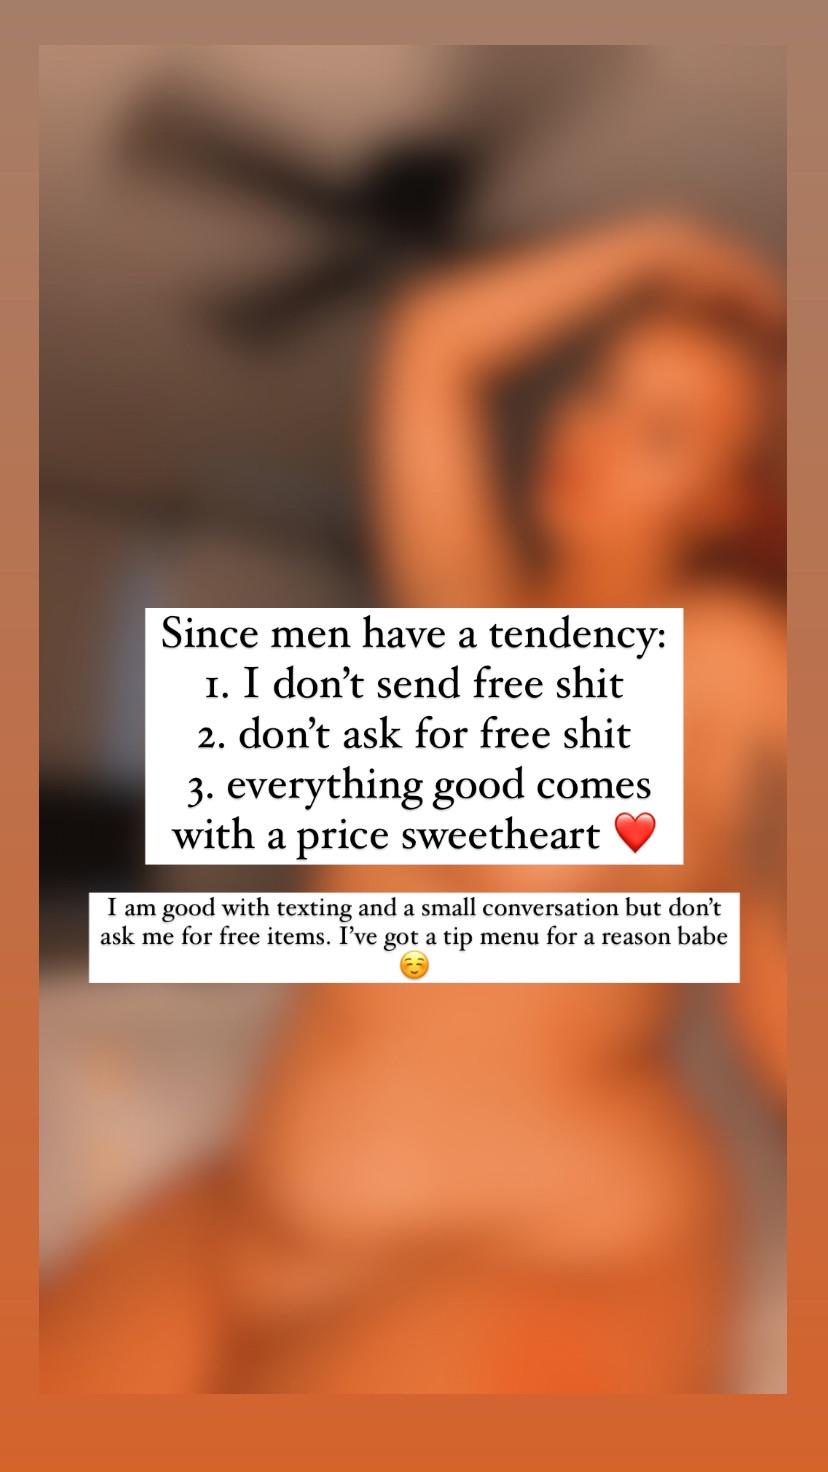 Since men have a tendency:
1. I don’t send free shit
2. don’t ask for free shit
3. everything good comes
with a price sweetheart ❤️
I am good with texting and a small conversation but don’t
ask me for free items. I’ve got a tip menu for a reason babe
☺️